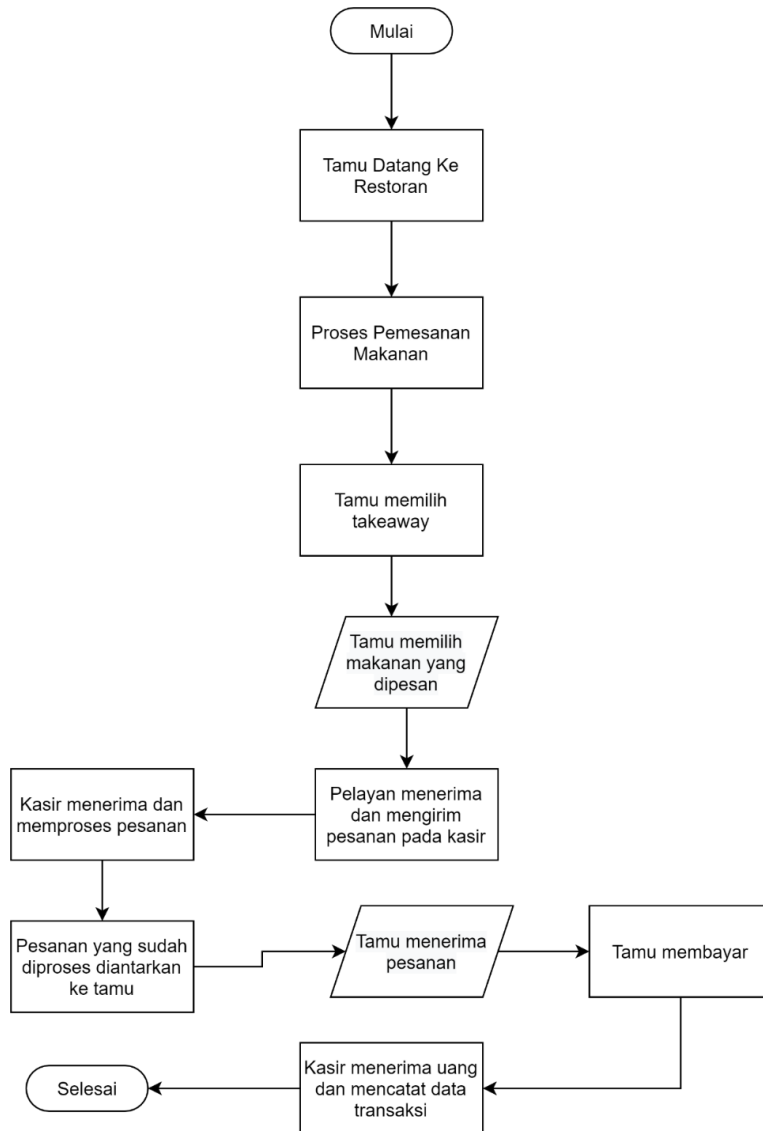 Mulai
Tamu Datang Ke
Restoran
Proses Pemesanan
Makanan
Tamu memilih
takeaway
Tamu memilih
makanan yang
dipesan
Pelayan menerima
dan mengirim
pesanan pada kasir
Kasir menerima dan
memproses pesanan
Pesanan yang sudah
diproses diantarkan
ke tamu
Tamu menerima
pesanan
Tamu membayar
Kasir menerima uang
dan mencatat data
transaksi
Selesai